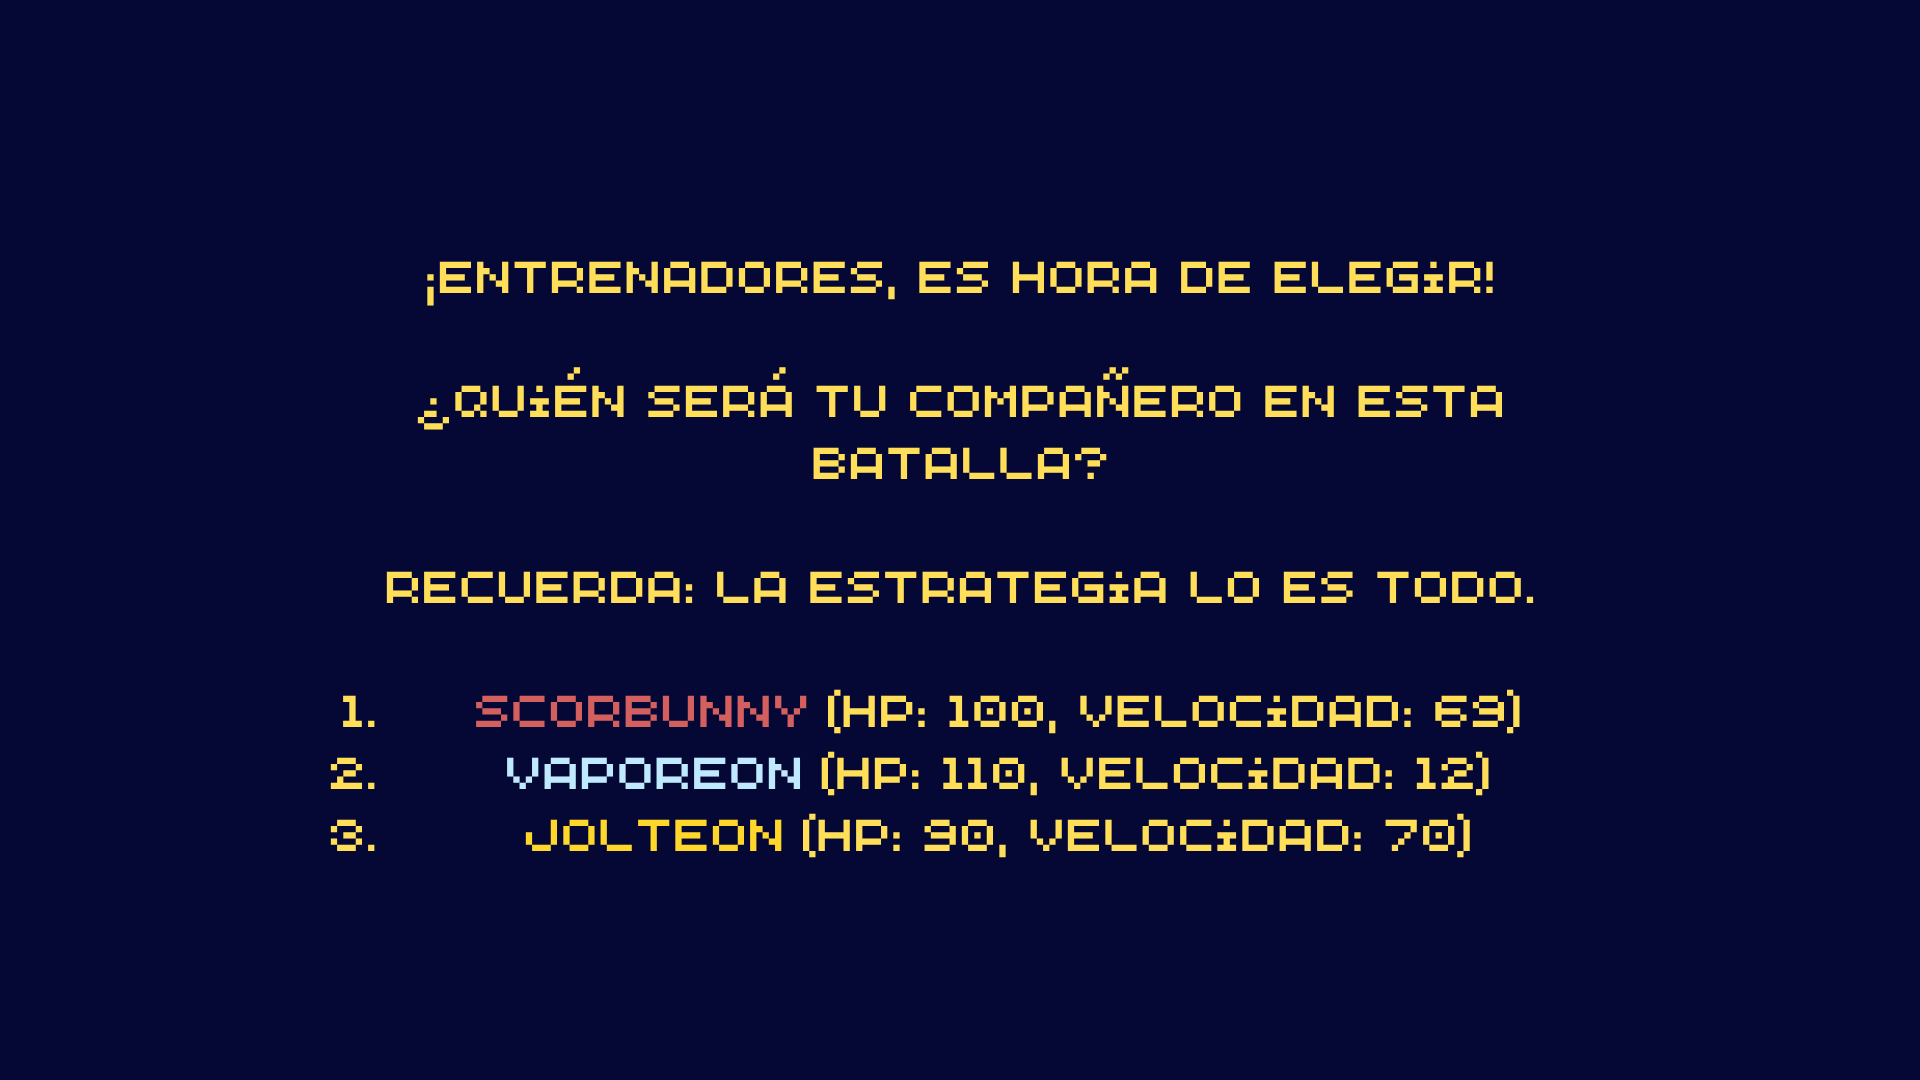 ¡ENTRENADORES, ES HORA DE ELEGIR!
¿QUIÉN SERÁ TU COMPAÑERO EN ESTA
BATALLA?
RECUERDA: LA ESTRATEGIA LO ES TODO.
1. SCORBUNNY (HP: 100, VELOCIDAD: 69)
2. VAPOREON (HP: 110, VELOCIDAD: 12)
3. JOLTEON (HP: 90, VELOCIDAD: 70)